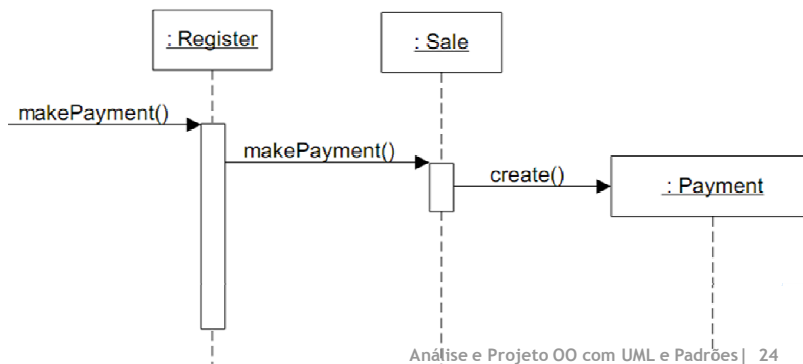 : Register
: Sale
makePayment()
makePayment()
create()
: Payment
Análise e Projeto OO com UML e Padrões| 24